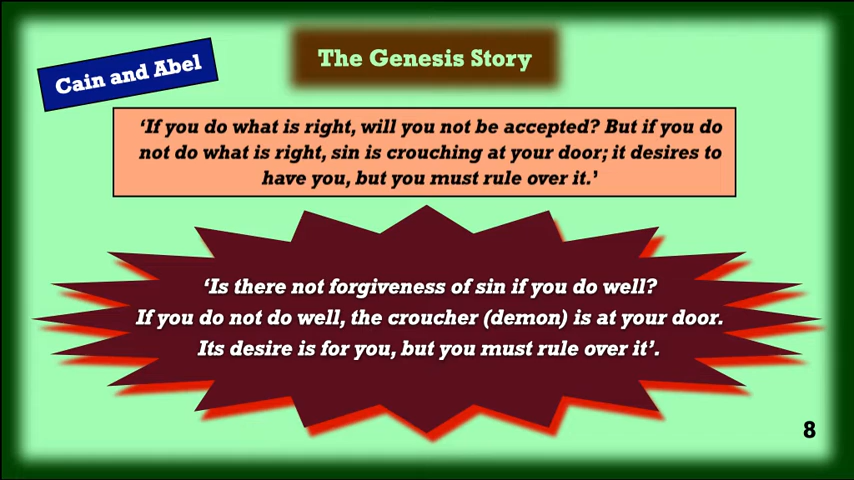 The Genesis Story
Cain and Abel
‘If you do what is right, will you not be accepted? But if you do
not do what is right, sin is crouching at your door; it desires to
have you, but you must rule over it.’
‘Is there not forgiveness of sin if you do well?
If you do not do well, the croucher (demon) is at your door.
Its desire is for you, but you must rule over it’.
8